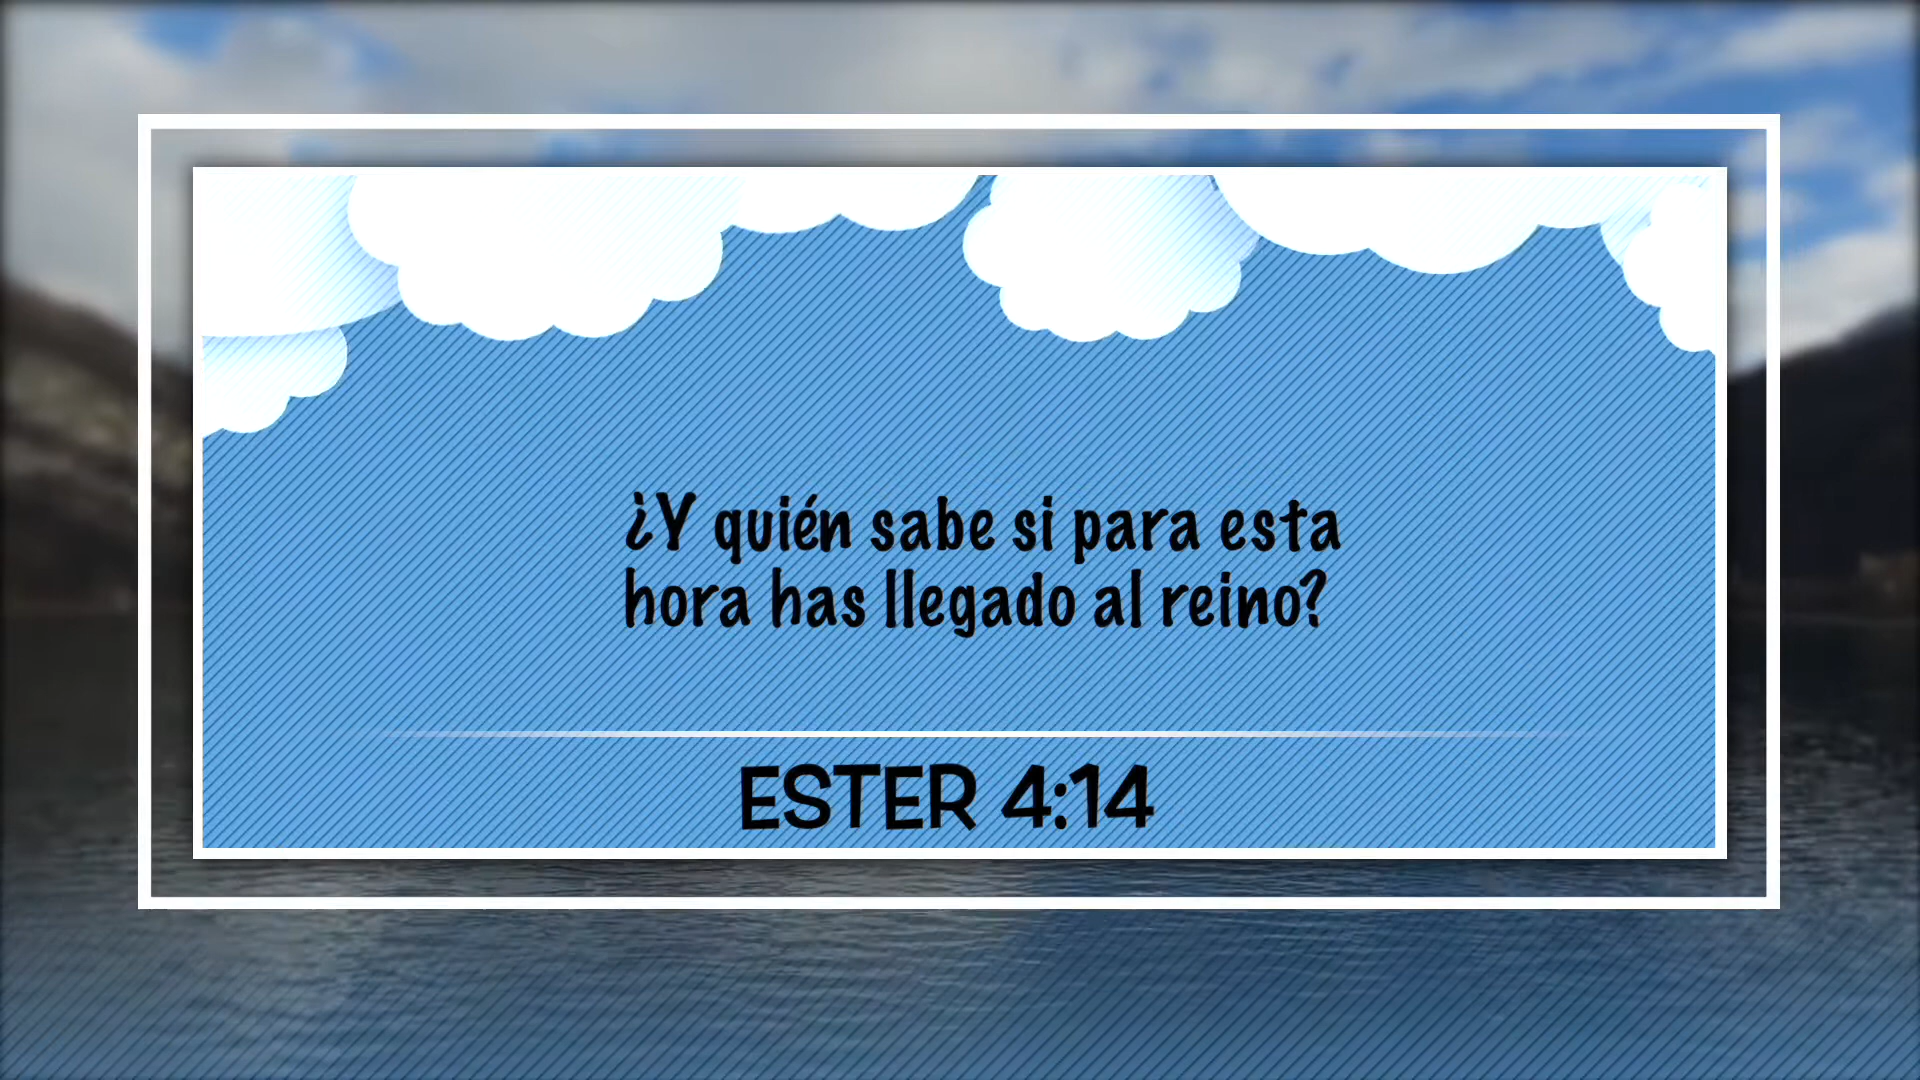 ¿Y quién sabe si para esta
hora has llegado al reino?
ESTER 4:14